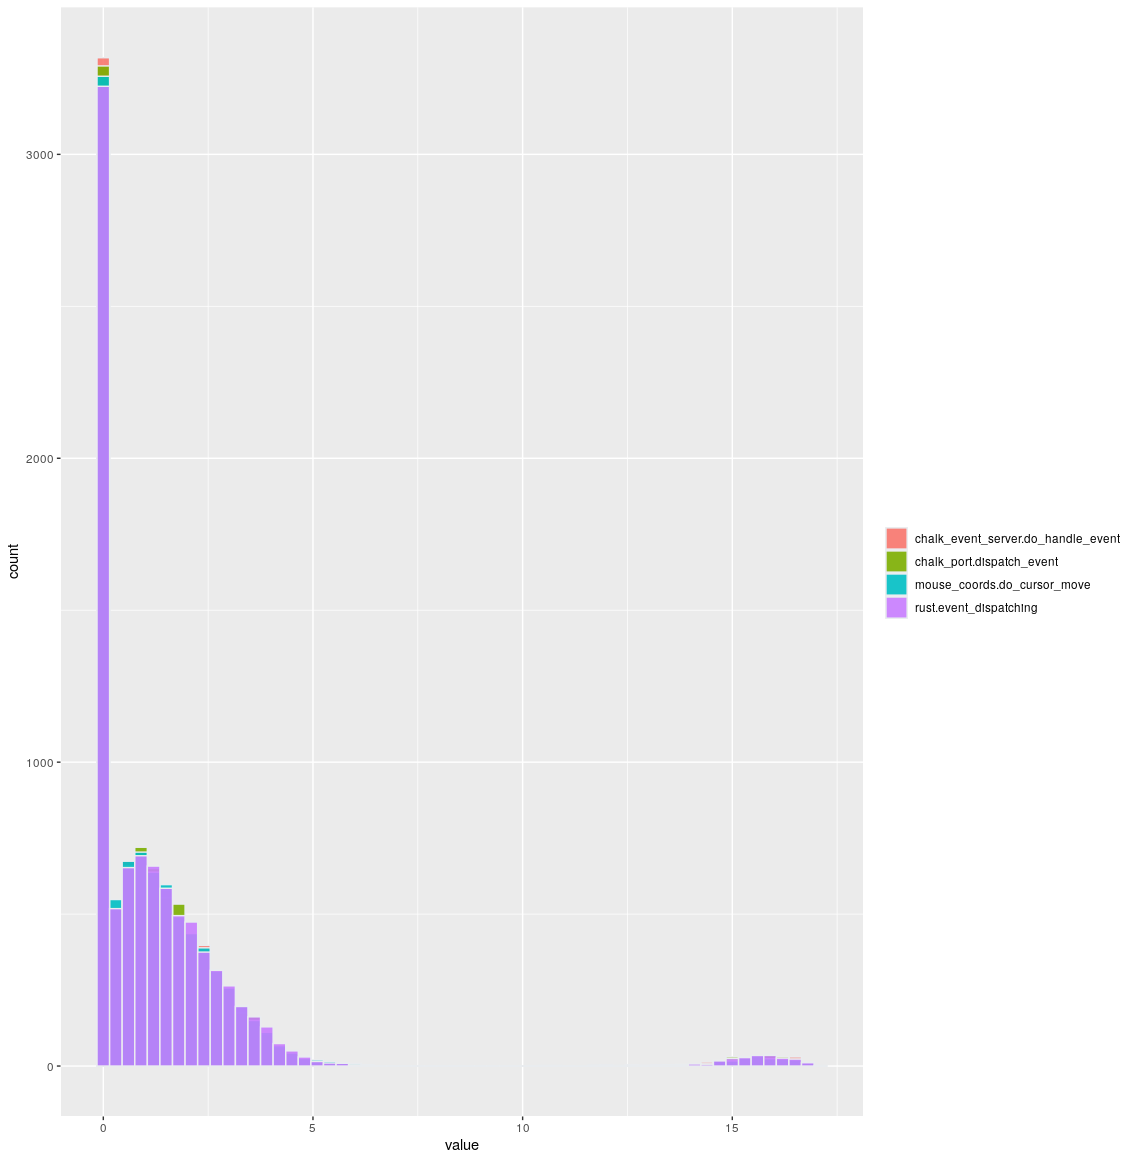 3000
2000
1000
0
0 5 10 15
value
count
chalk_event_server.do_handle_event
chalk_port.dispatch_event
mouse_coords.do_cursor_move
rust.event_dispatching